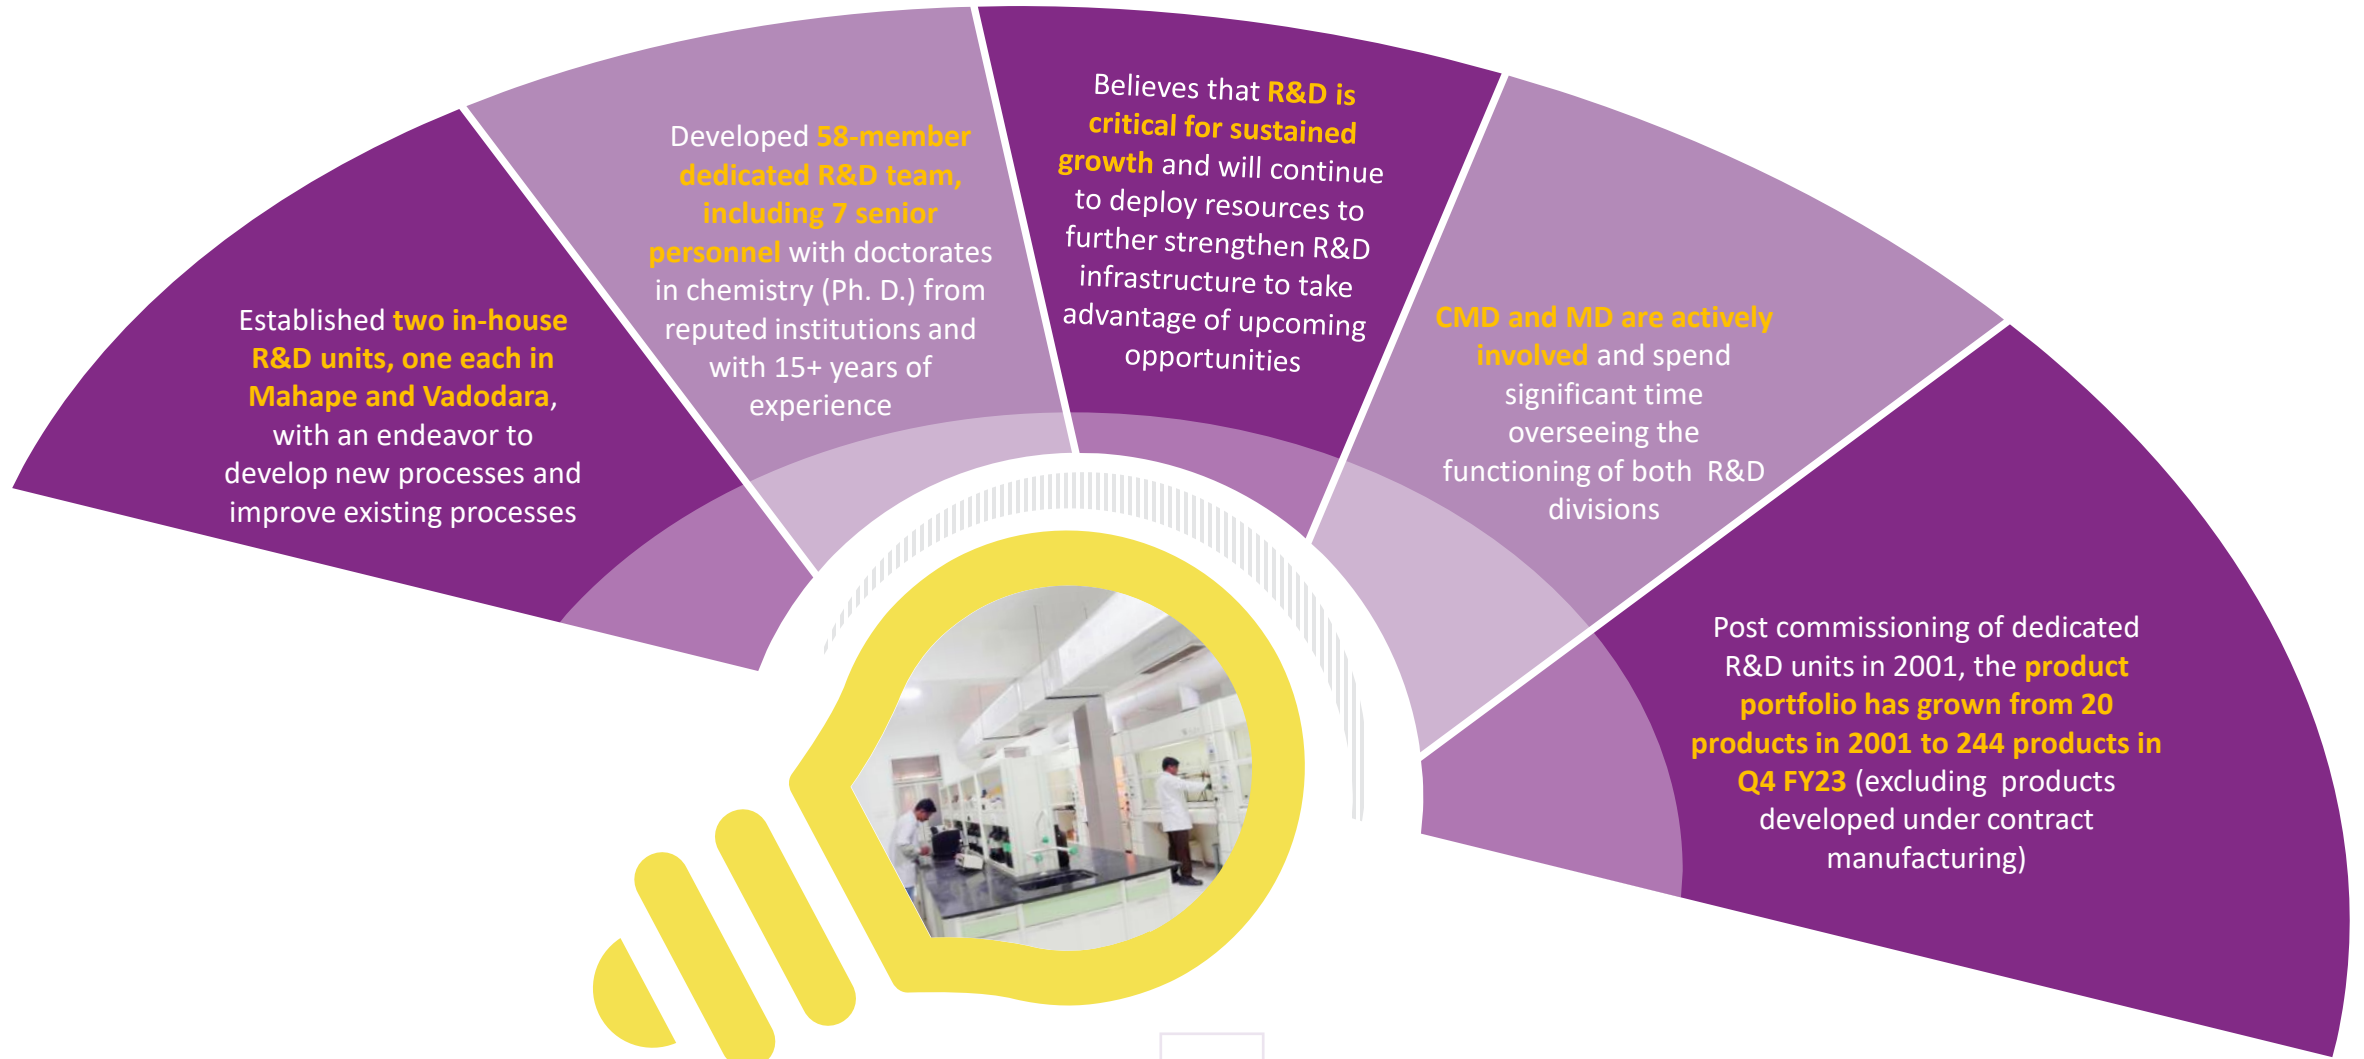 Established two in-house
R&D units, one each in
Mahape and Vadodara,
with an endeavor to
develop new processes and
improve existing processes
Developed 58-member
dedicated R&D team,
including 7 senior
personnel with doctorates
in chemistry (Ph. D.) from
reputed institutions and
with 15+ years of
experience
Believes that R&D is
critical for sustained
growth and will continue
to deploy resources to
further strengthen R&D
infrastructure to take
advantage of upcoming
opportunities
CMD and MD are actively
involved and spend
significant time
overseeing the
functioning of both R&D
divisions
Post commissioning of dedicated
R&D units in 2001, the product
portfolio has grown from 20
products in 2001 to 244 products in
Q4 FY23 (excluding products
developed under contract
manufacturing)